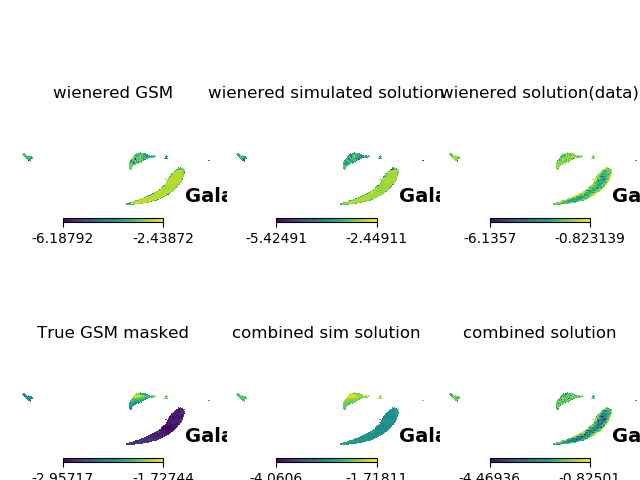 wienered GSM
wienered simulated solution
wienered solution(data)
Gala
Gala
Ga
-6.18792
-2.43872
-5.42491
-2.44911
-6.1357
-0.823139
True GSM masked
combined sim solution
combined solution
Gala
Gala
Ga
-2.95717
-1.72744
-4.0606
-1.71811
-4.46936
-0.82501